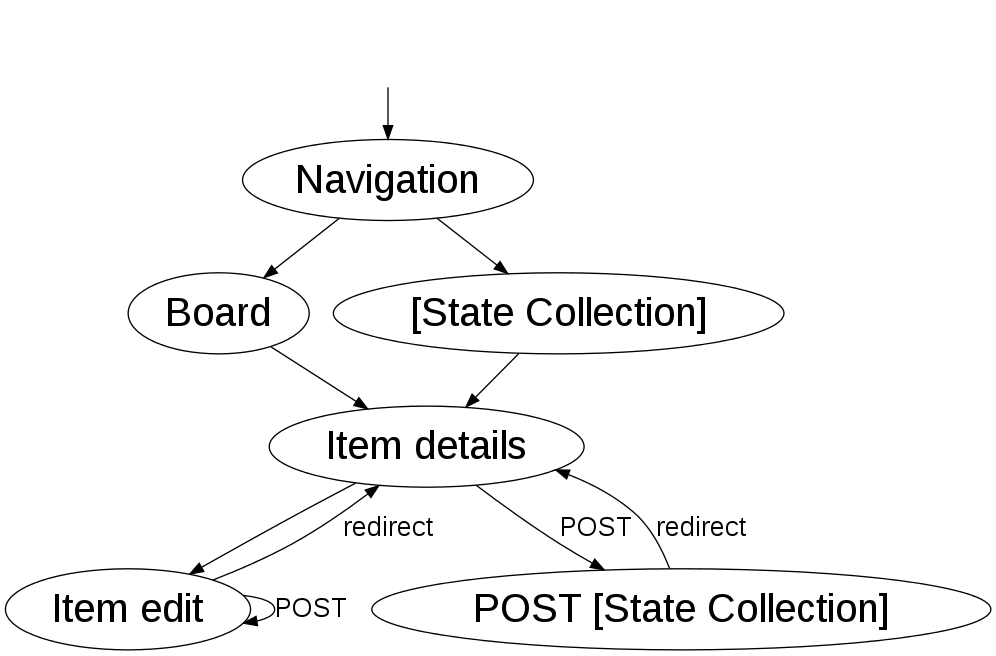 Navigation
Board
[State Collection]
Item details
redirect
POST
redirect
Item edit
POST
POST [State Collection]